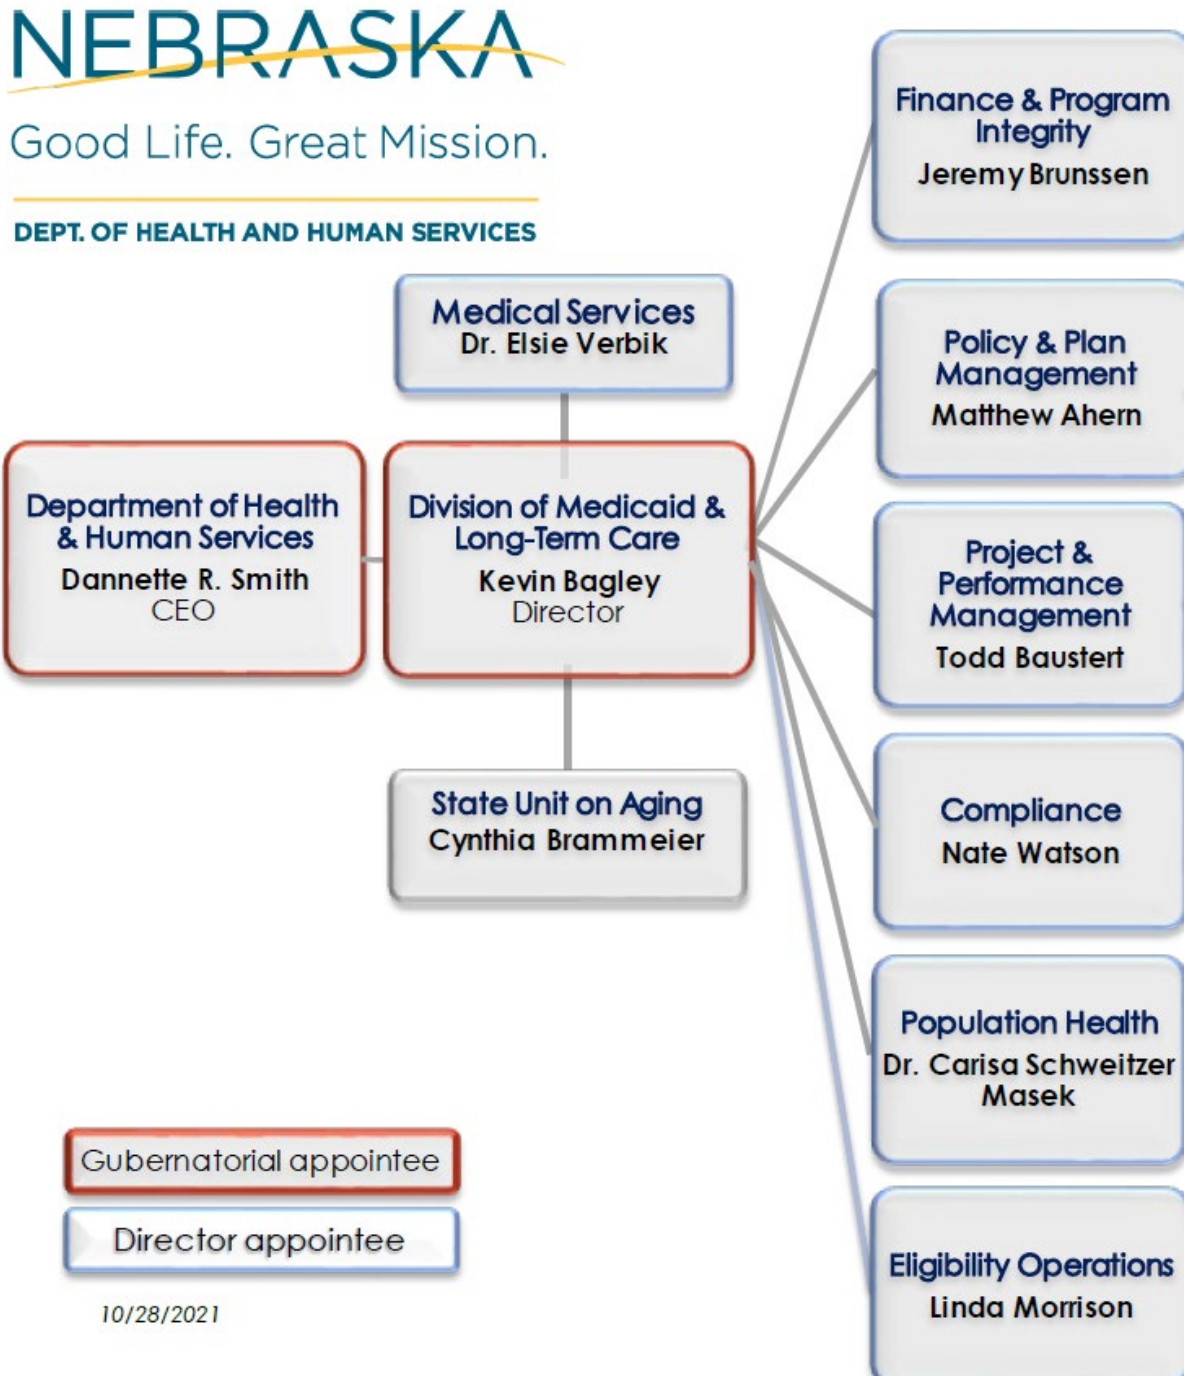 NEBRASKA
Good Life. Great Mission.
DEPT. OF HEALTH AND HUMAN SERVICES
Medical Services
Dr. Elsie Verbik
Department of Health
& Human Services
Dannette R. Smith
CEO
Division of Medicaid &
Long-Term Care
Kevin Bagley
Director
State Unit on Aging
Cynthia Brammeier
Finance & Program
Integrity
Jeremy Brunssen
Policy & Plan
Management
Matthew Ahern
Project &
Performance
Management
Todd Baustert
Compliance
Nate Watson
Population Health
Dr. Carisa Schweitzer
Masek
Eligibility Operations
Linda Morrison
Gubernatorial appointee
Director appointee
10/28/2021